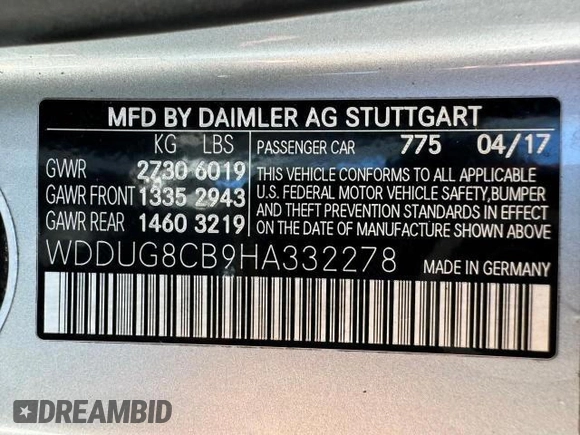 MFD BY DAIMLER AG STUTTGART
KG LBS PASSENGER CAR 775 04/17
GVWR 2730 6019
GAWR FRONT 1335 2943
GAWR REAR 1460 3219
THIS VEHICLE CONFORMS TO ALL APPLICABLE
U.S. FEDERAL MOTOR VEHICLE SAFETY, BUMPER
AND THEFT PREVENTION STANDARDS IN EFFECT
ON THE DATE OF MANUFACTURE SHOWN ABOVE.
WDDUG8CB9HA332278 MADE IN GERMANY
DREAMBID